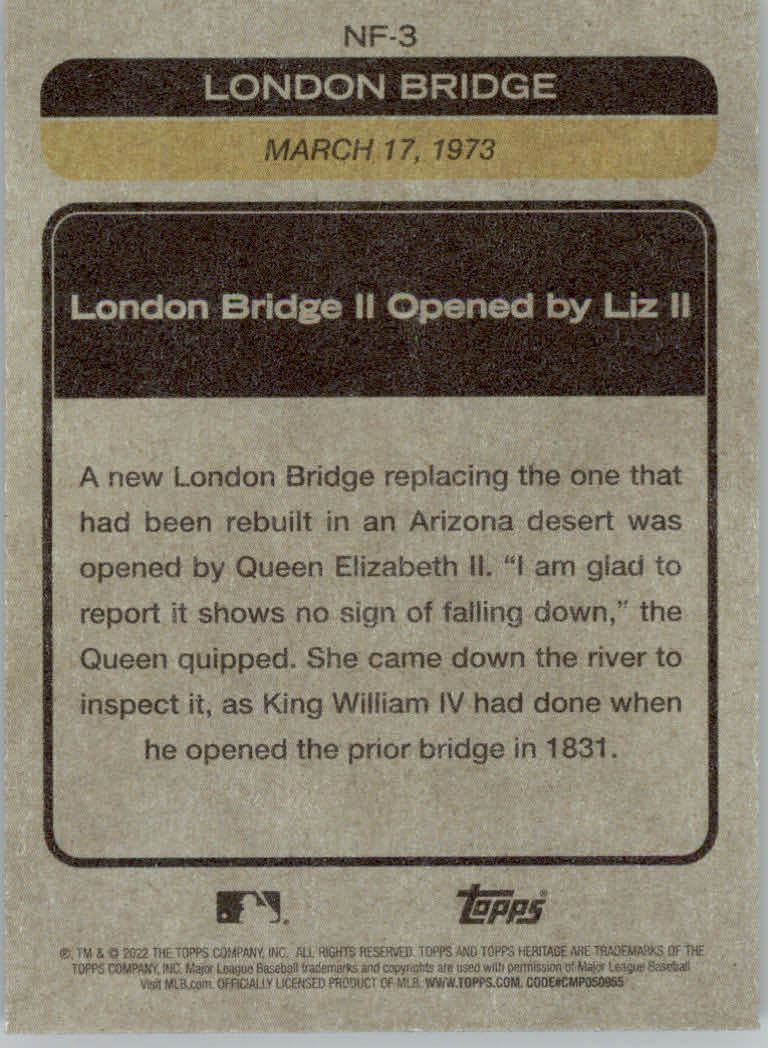 NF-3
LONDON BRIDGE
MARCH 17, 1973
London Bridge II Opened by Liz II
A new London Bridge replacing the one that
had been rebuilt in an Arizona desert was
opened by Queen Elizabeth II. “I am glad to
report it shows no sign of falling down,” the
Queen quipped. She came down the river to
inspect it, as King William IV had done when
he opened the prior bridge in 1831.
topps®
®, TM & © 2022 THE TOPPS COMPANY, INC. ALL RIGHTS RESERVED. TOPPS AND TOPPS HERITAGE ARE TRADEMARKS OF THE
TOPPS COMPANY, INC. Major League Baseball trademarks and copyrights are used with permission of Major League Baseball
Visit MLB.com. OFFICIALLY LICENSED PRODUCT OF MLB. WWW.TOPPS.COM. CODE#CMP050955